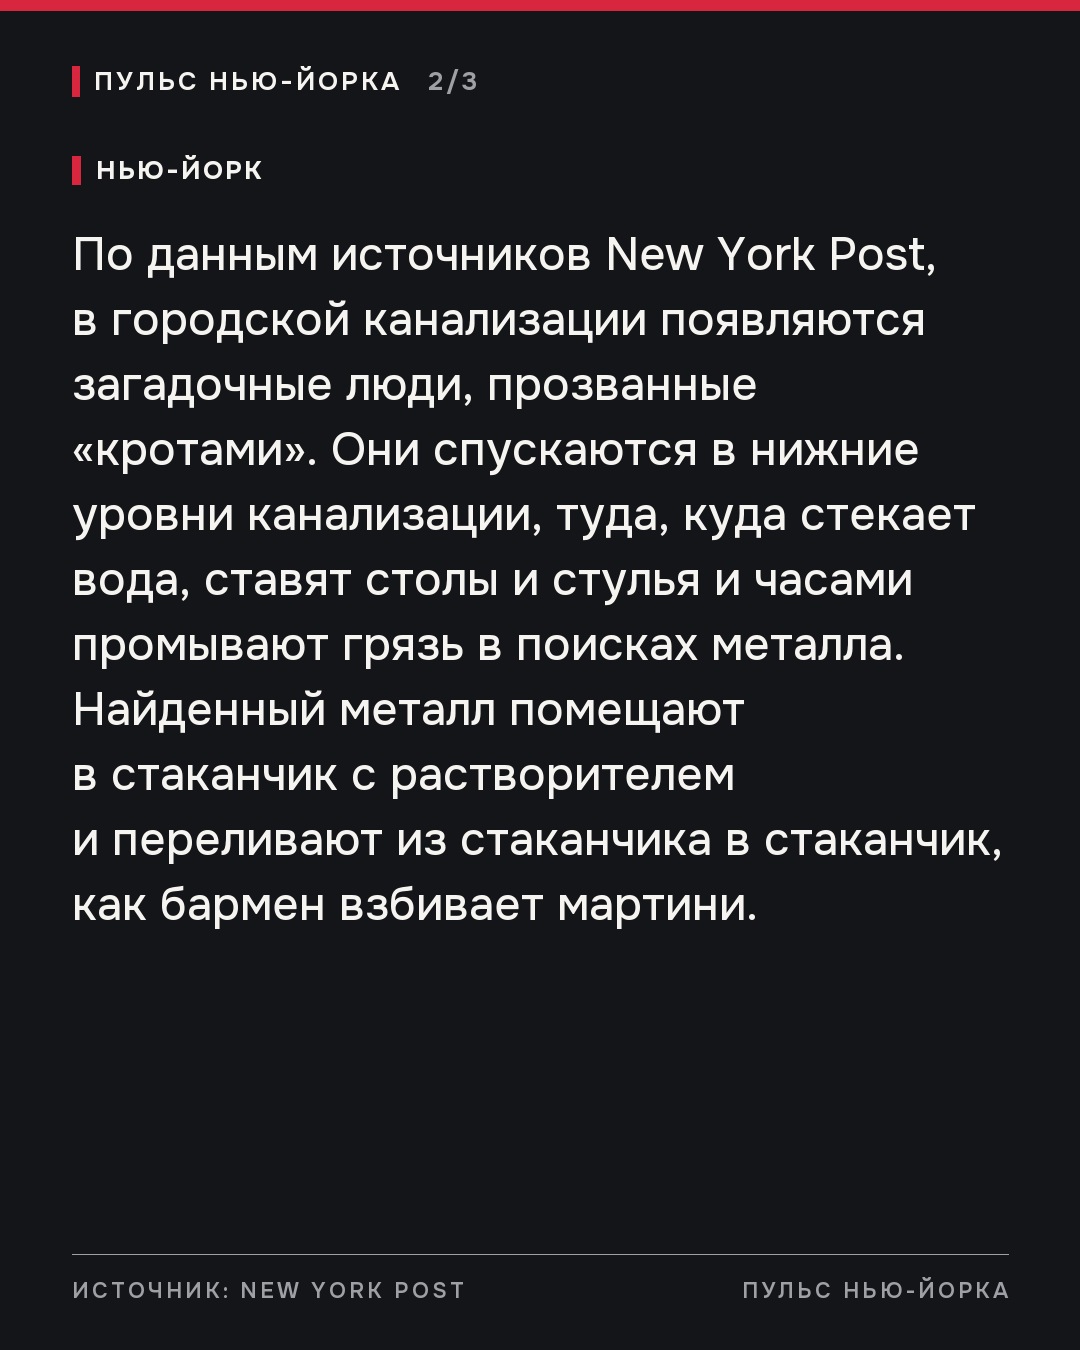 ПУЛЬС НЬЮ-ЙОРКА 2/3
НЬЮ-ЙОРК
По данным источников New York Post,
в городской канализации появляются
загадочные люди, прозванные
«кротами». Они спускаются в нижние
уровни канализации, туда, куда стекает
вода, ставят столы и стулья и часами
промывают грязь в поисках металла.
Найденный металл помещают
в стаканчик с растворителем
и переливают из стаканчика в стаканчик,
как бармен взбивает мартини.
ИСТОЧНИК: NEW YORK POST
ПУЛЬС НЬЮ-ЙОРКА